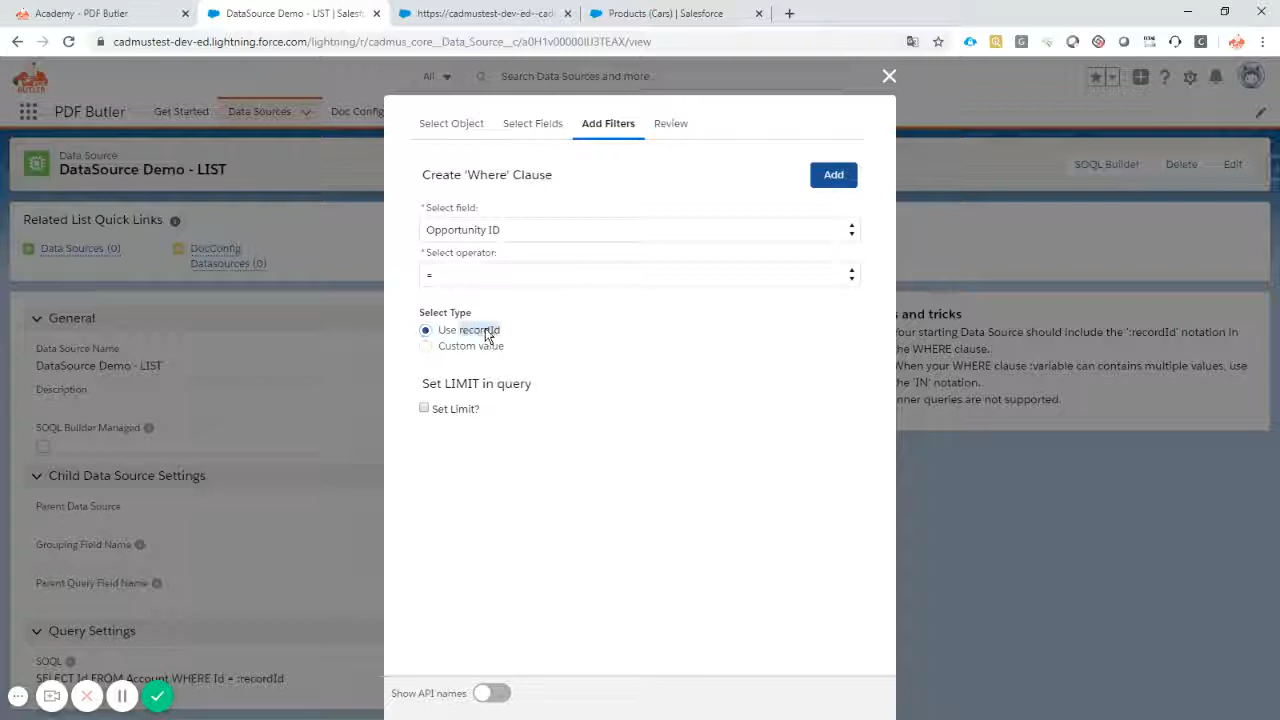 Academy - PDF Butler
DataSource Demo - LIST | Salesf
https://cadmustest-dev-ed--cad
Products (Cars) | Salesforce
cadmustest-dev-ed.lightning.force.com/lightning/r/cadmus_core__Data_Source__c/a0H1v00000IIJ3TEAX/view
BUTLER
All
Search Data Sources and more...
PDF Butler
Get Started
Data Sources
Doc Config
Data Source
DataSource Demo - LIST
SOQL Builder
Delete
Edit
Related List Quick Links
Data Sources (0)
DocConfig
Datasources (0)
General
Data Source Name
DataSource Demo - LIST
Description
SOQL Builder Managed
Child Data Source Settings
Parent Data Source
Grouping Field Name
Parent Query Field Name
Query Settings
SOQL
SELECT Id FROM Account WHERE Id = :recordId
Select Object
Select Fields
Add Filters
Review
Create 'Where' Clause
Add
*Select field:
Opportunity ID
*Select operator:
=
Select Type
Use recordId
Custom value
Set LIMIT in query
Set Limit?
Show API names
s and tricks
Your starting Data Source should include the ':recordId' notation in
the WHERE clause.
When your WHERE clause :variable can contains multiple values, use
the 'IN' notation.
nner queries are not supported.